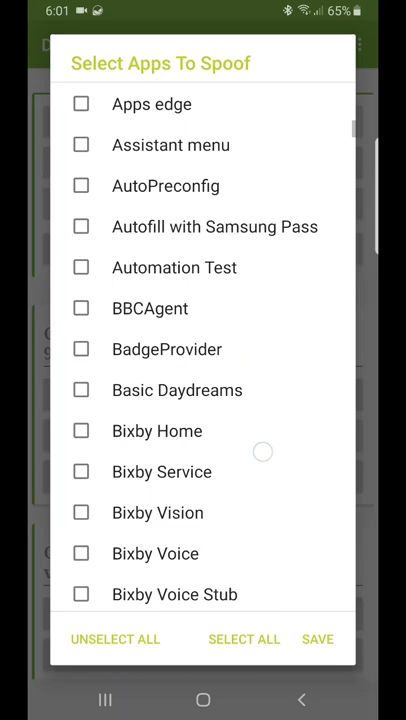 6:01
65%
D
Select Apps To Spoof
Apps edge
Assistant menu
AutoPreconfig
Autofill with Samsung Pass
Automation Test
BBCAgent
BadgeProvider
Basic Daydreams
Bixby Home
Bixby Service
Bixby Vision
Bixby Voice
Bixby Voice Stub
UNSELECT ALL SELECT ALL SAVE